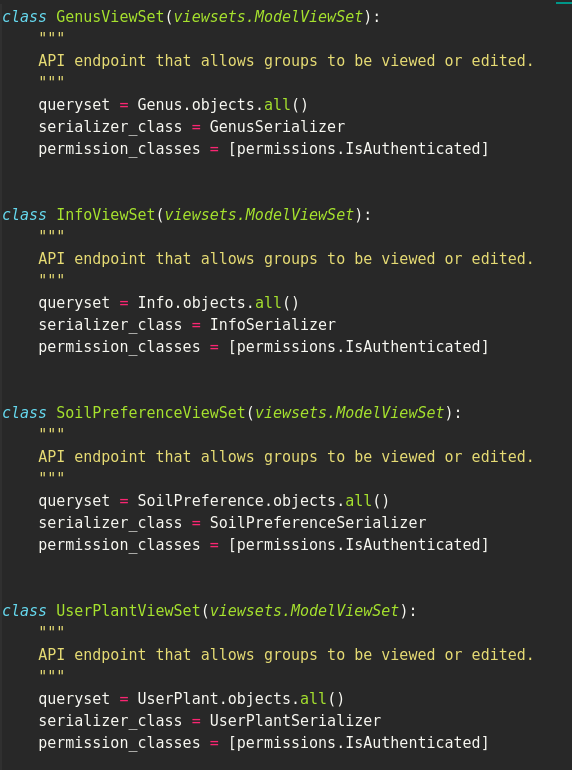 class GenusViewSet(viewsets.ModelViewSet):
    """
    API endpoint that allows groups to be viewed or edited.
    """
    queryset = Genus.objects.all()
    serializer_class = GenusSerializer
    permission_classes = [permissions.IsAuthenticated]
class InfoViewSet(viewsets.ModelViewSet):
    """
    API endpoint that allows groups to be viewed or edited.
    """
    queryset = Info.objects.all()
    serializer_class = InfoSerializer
    permission_classes = [permissions.IsAuthenticated]
class SoilPreferenceViewSet(viewsets.ModelViewSet):
    """
    API endpoint that allows groups to be viewed or edited.
    """
    queryset = SoilPreference.objects.all()
    serializer_class = SoilPreferenceSerializer
    permission_classes = [permissions.IsAuthenticated]
class UserPlantViewSet(viewsets.ModelViewSet):
    """
    API endpoint that allows groups to be viewed or edited.
    """
    queryset = UserPlant.objects.all()
    serializer_class = UserPlantSerializer
    permission_classes = [permissions.IsAuthenticated]